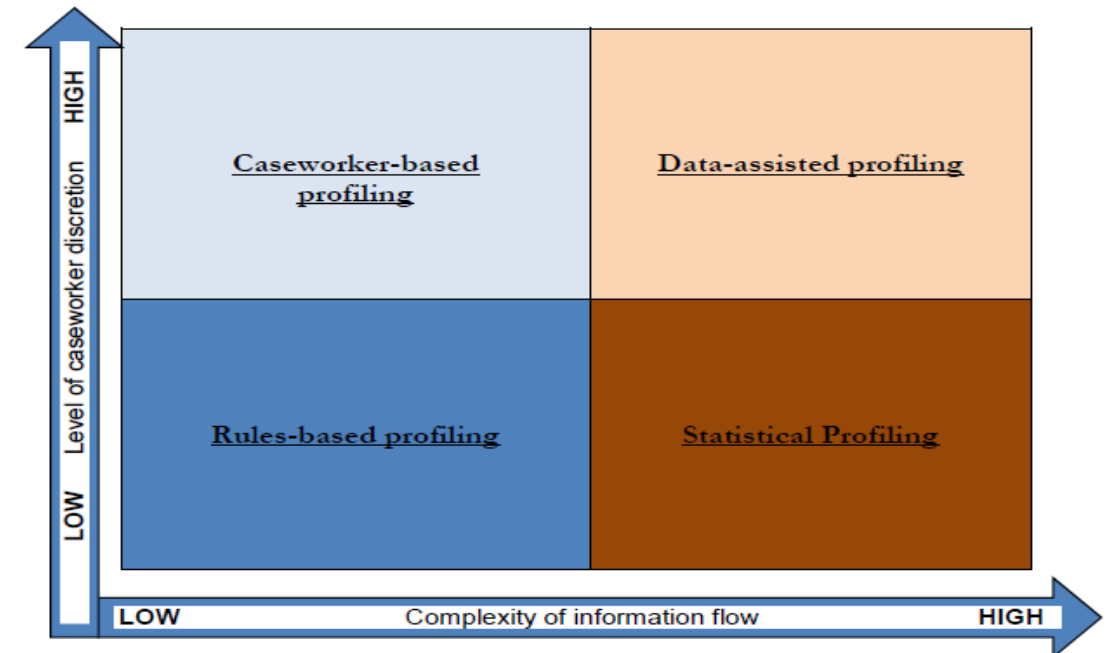 HIGH
Level of caseworker discretion
LOW
Caseworker-based
profiling
Data-assisted profiling
Rules-based profiling
Statistical Profiling
LOW
Complexity of information flow
HIGH